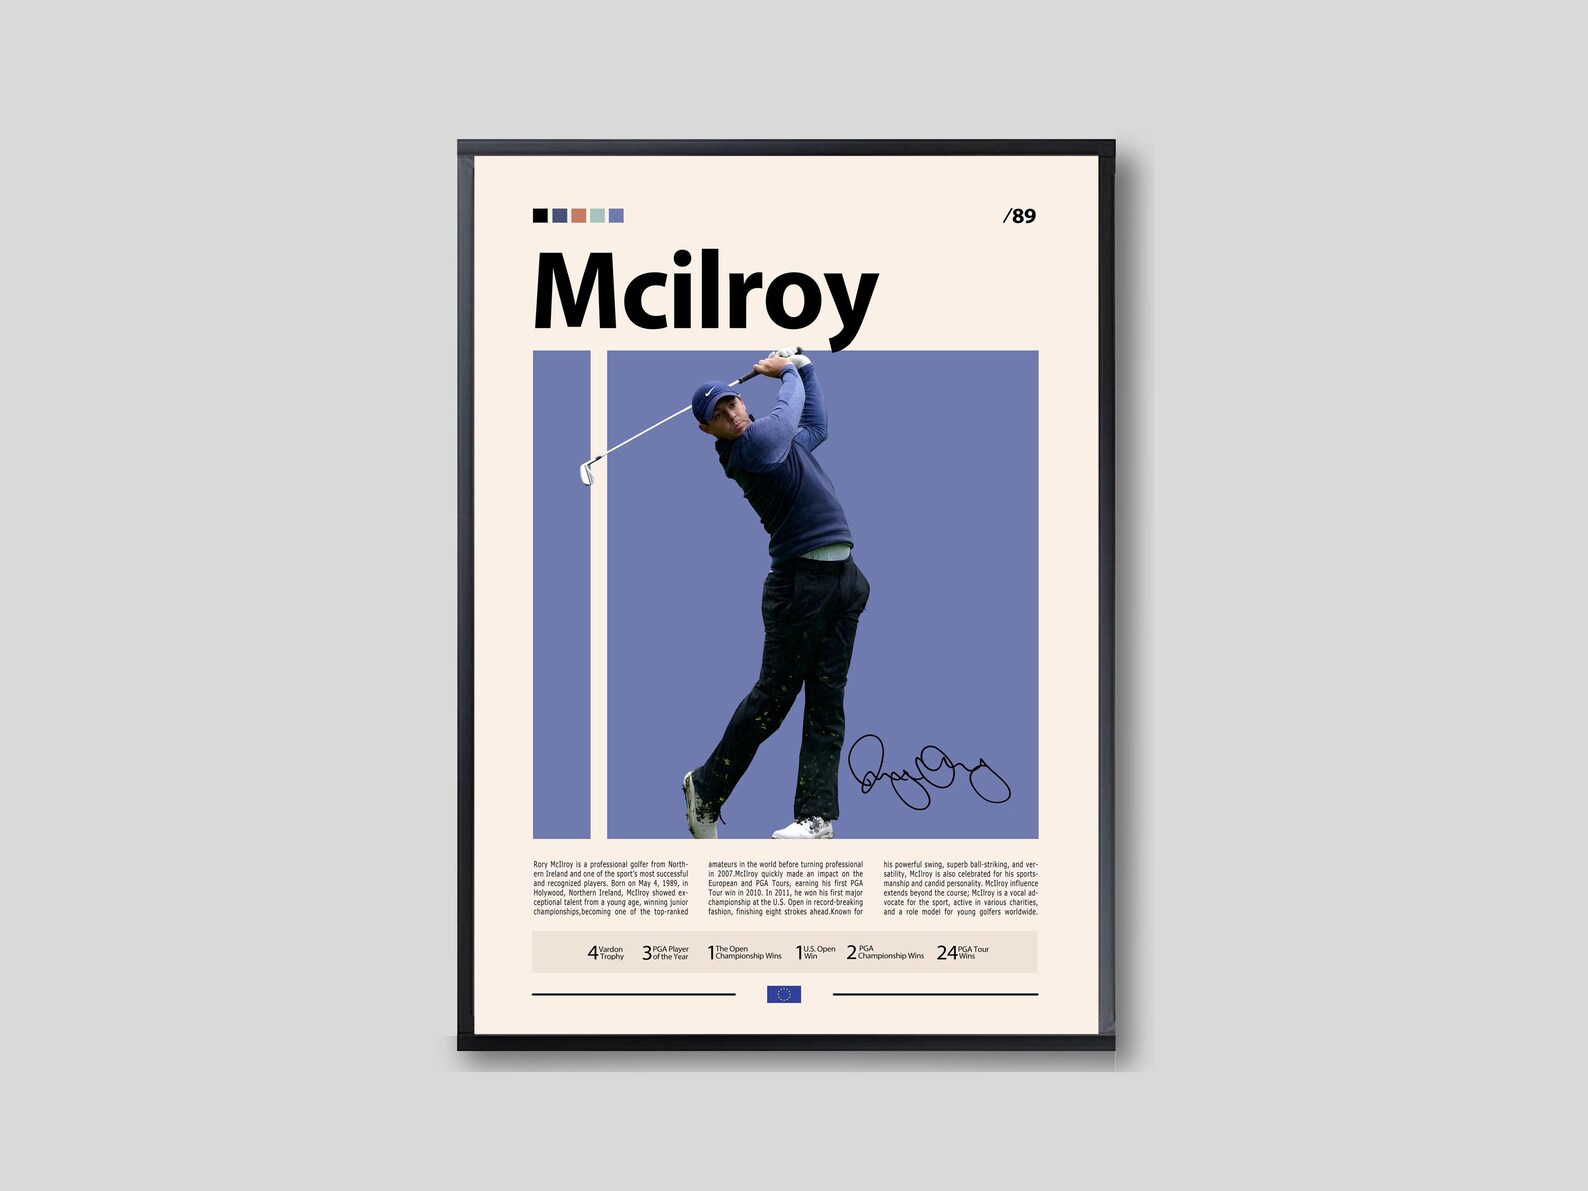 /89
Mcilroy
Rory McIlroy is a professional golfer from North-
ern Ireland and one of the sport's most successful
and recognized players. Born on May 4, 1989, in
Holywood, Northern Ireland, McIlroy showed ex-
ceptional talent from a young age, winning junior
championships,becoming one of the top-ranked
amateurs in the world before turning professional
in 2007.McIlroy quickly made an impact on the
European and PGA Tours, earning his first PGA
Tour win in 2010. In 2011, he won his first major
championship at the U.S. Open in record-breaking
fashion, finishing eight strokes ahead.Known for
his powerful swing, superb ball-striking, and ver-
satility, McIlroy is also celebrated for his sports-
manship and candid personality. McIlroy influence
extends beyond the course; McIlroy is a vocal ad-
vocate for the sport, active in various charities,
and a role model for young golfers worldwide.
4 Vardon
Trophy
3 PGA Player
of the Year
1 The Open
Championship Wins
1 U.S. Open
Win
2 PGA
Championship Wins
24 PGA Tour
Wins